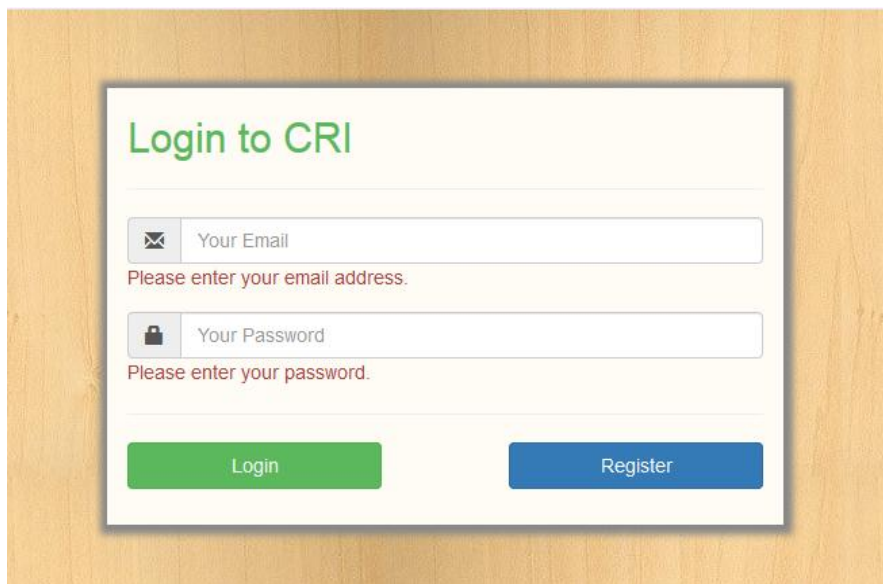 Login to CRI
Your Email
Please enter your email address.
Your Password
Please enter your password.
Login
Register